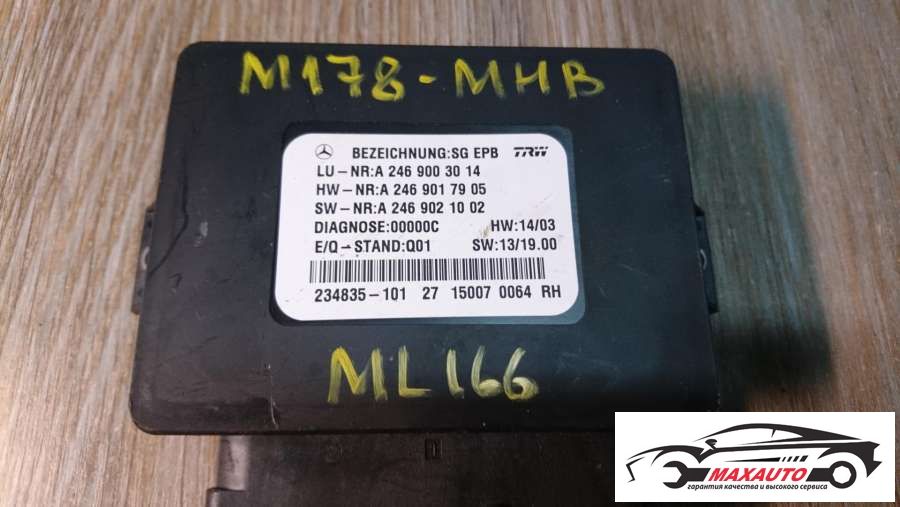 M178-MHB
BEZEICHNUNG:SG EPB TRW
LU-NR:A 246 900 30 14
HW-NR:A 246 901 79 05
SW-NR:A 246 902 10 02
DIAGNOSE:00000C HW:14/03
E/Q-STAND:Q01 SW:13/19.00
234835-101 27 15007 0064 RH
ML166
MAXAUTO
гарантия качества и высокого сервиса